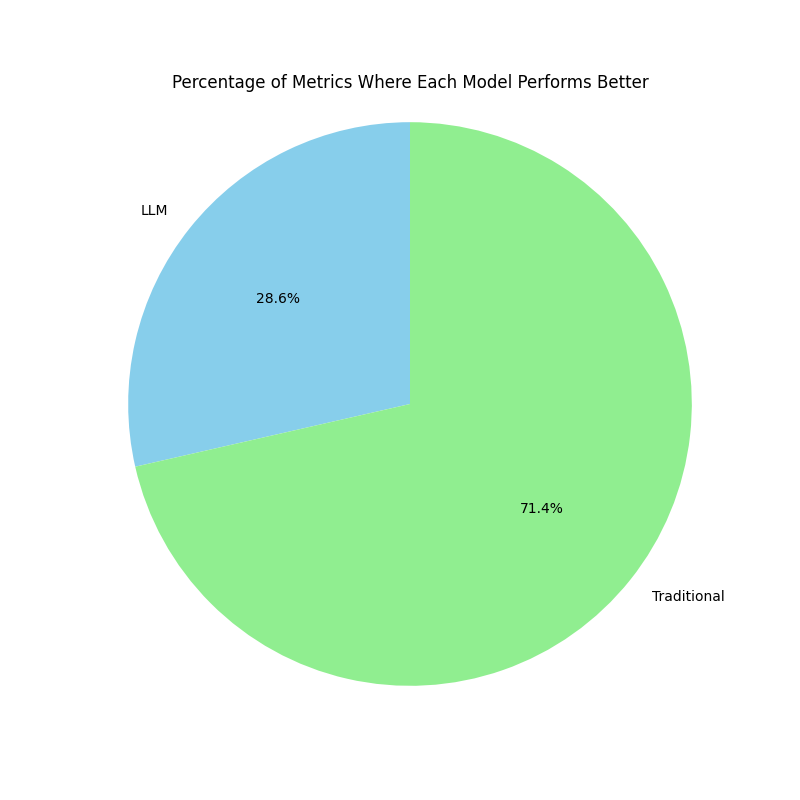 Percentage of Metrics Where Each Model Performs Better
LLM
28.6%
71.4%
Traditional